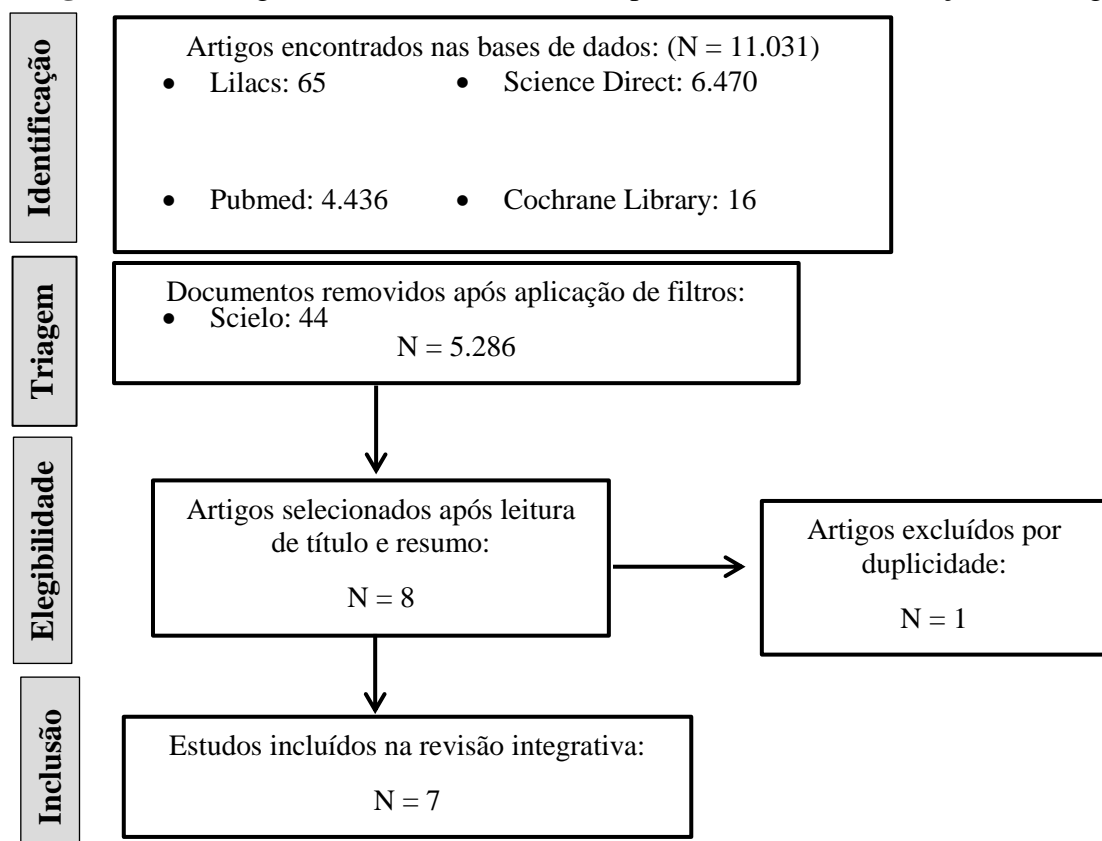 Identificação
Artigos encontrados nas bases de dados: (N = 11.031)
• Lilacs: 65
• Science Direct: 6.470
• Pubmed: 4.436
• Cochrane Library: 16
Triagem
Documentos removidos após aplicação de filtros:
• Scielo: 44
N = 5.286
Elegibilidade
Artigos selecionados após leitura
de título e resumo:
N = 8
Artigos excluídos por
duplicidade:
N = 1
Inclusão
Estudos incluídos na revisão integrativa:
N = 7